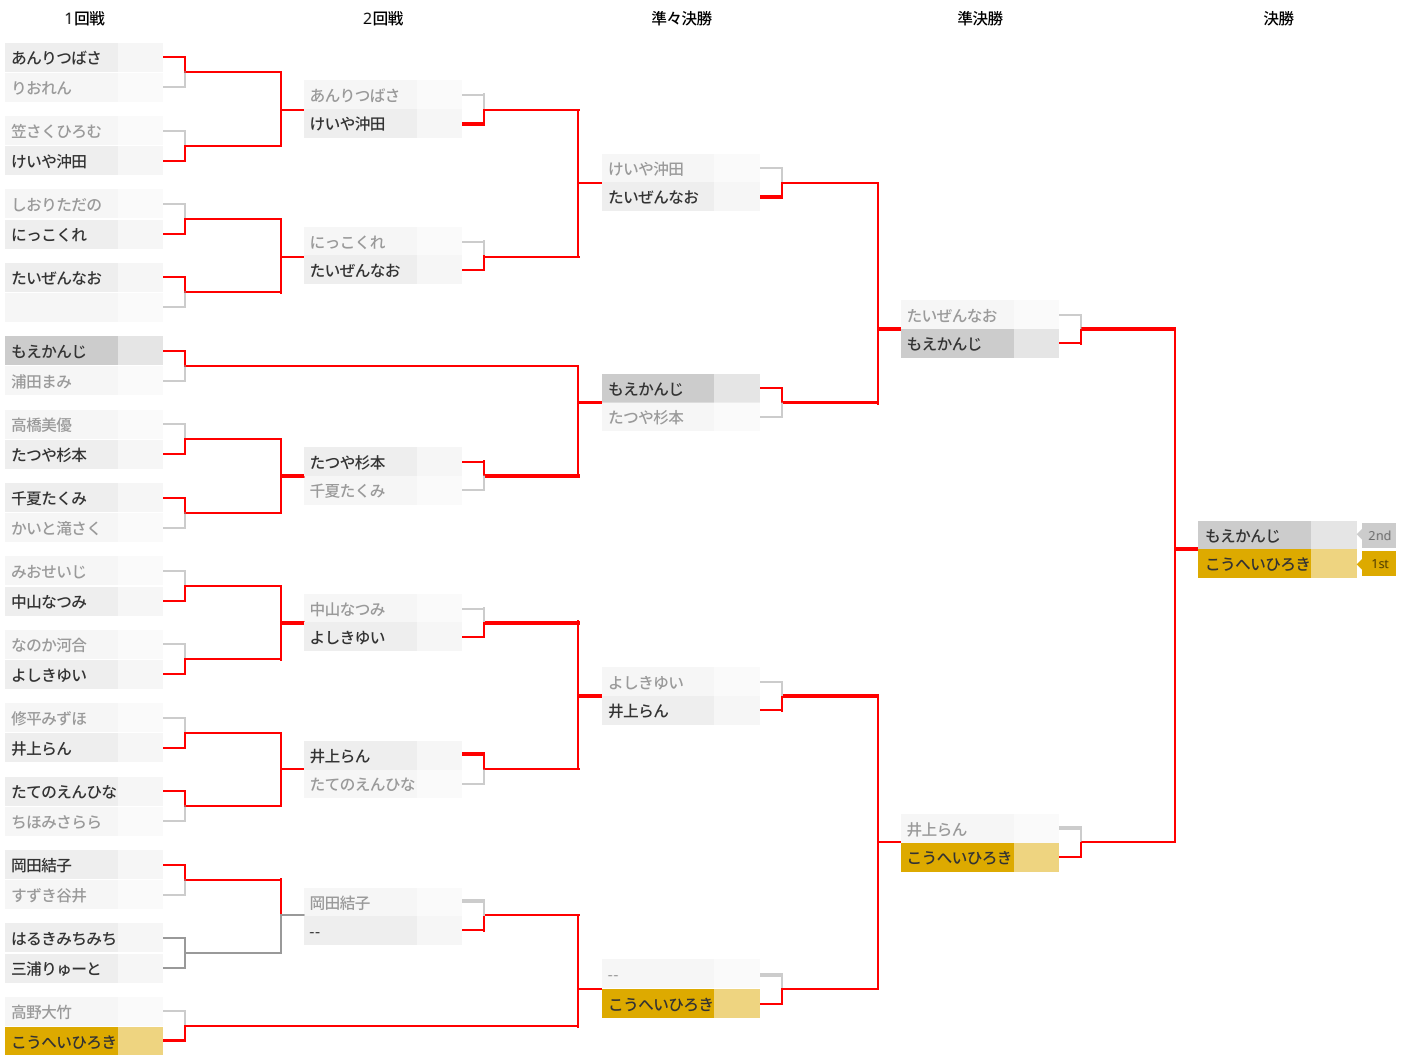 1回戦
2回戦
準々決勝
準決勝
決勝
あんりつばさ
りおれん
笠さくひろむ
けいや沖田
しおりただの
にっこくれ
たいぜんなお
もえかんじ
浦田まみ
高橋美優
たつや杉本
千夏たくみ
かいと滝さく
みおせいじ
中山なつみ
なのか河合
よしきゆい
修平みずほ
井上らん
たてのえんひな
ちほみさらら
岡田結子
すずき谷井
はるきみちみち
三浦りゅーと
高野大竹
こうへいひろき
あんりつばさ
けいや沖田
にっこくれ
たいぜんなお
たつや杉本
千夏たくみ
中山なつみ
よしきゆい
井上らん
たてのえんひな
岡田結子
--
けいや沖田
たいぜんなお
もえかんじ
たつや杉本
よしきゆい
井上らん
--
こうへいひろき
たいぜんなお
もえかんじ
井上らん
こうへいひろき
もえかんじ 2nd
こうへいひろき 1st